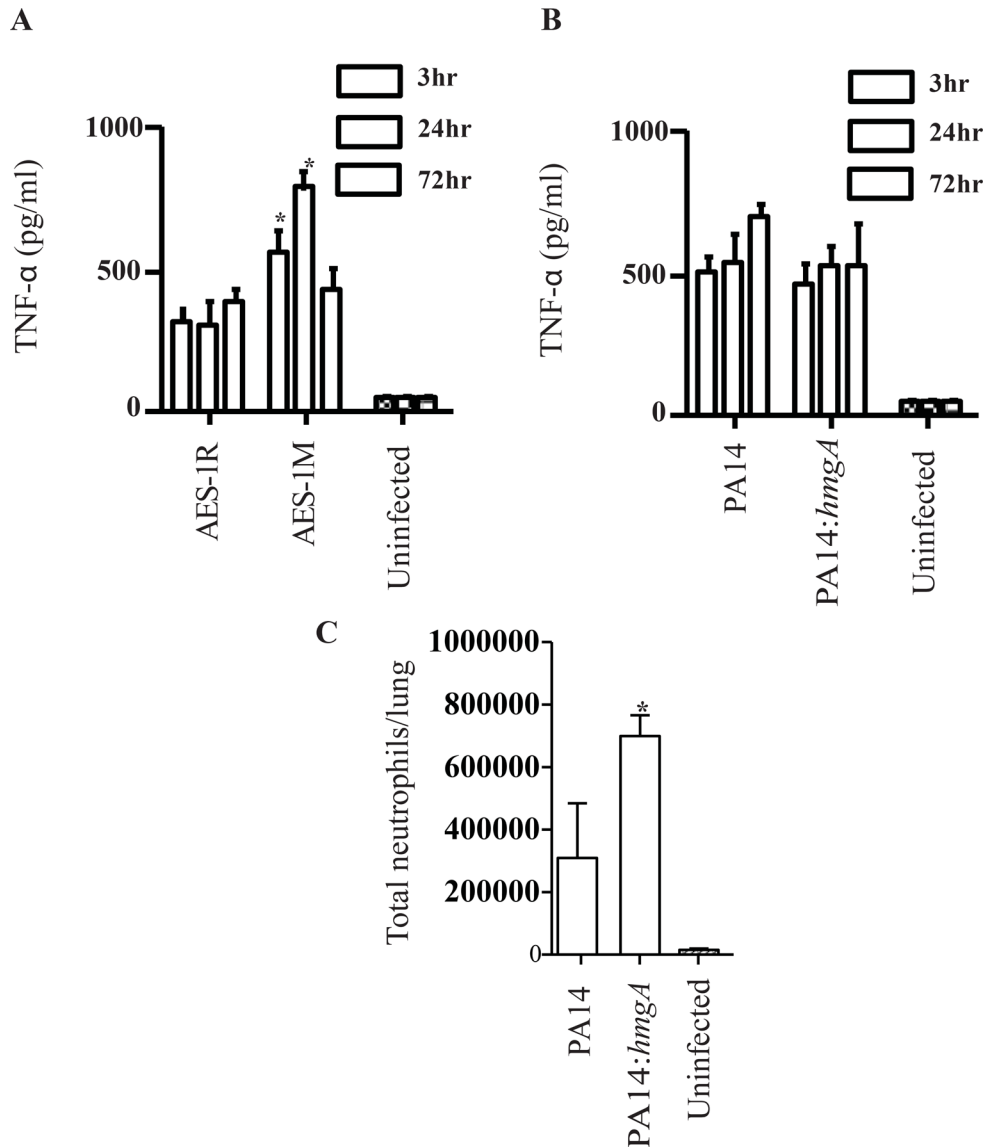 A
3hr
24hr
72hr
1000
500
0
TNF-α (pg/ml)
*
*
AES-1R
AES-1M
Uninfected
B
3hr
24hr
72hr
1000
500
0
TNF-α (pg/ml)
PA14
PA14:hmgA
Uninfected
C
1000000
800000
600000
400000
200000
0
Total neutrophils/lung
*
PA14
PA14:hmgA
Uninfected